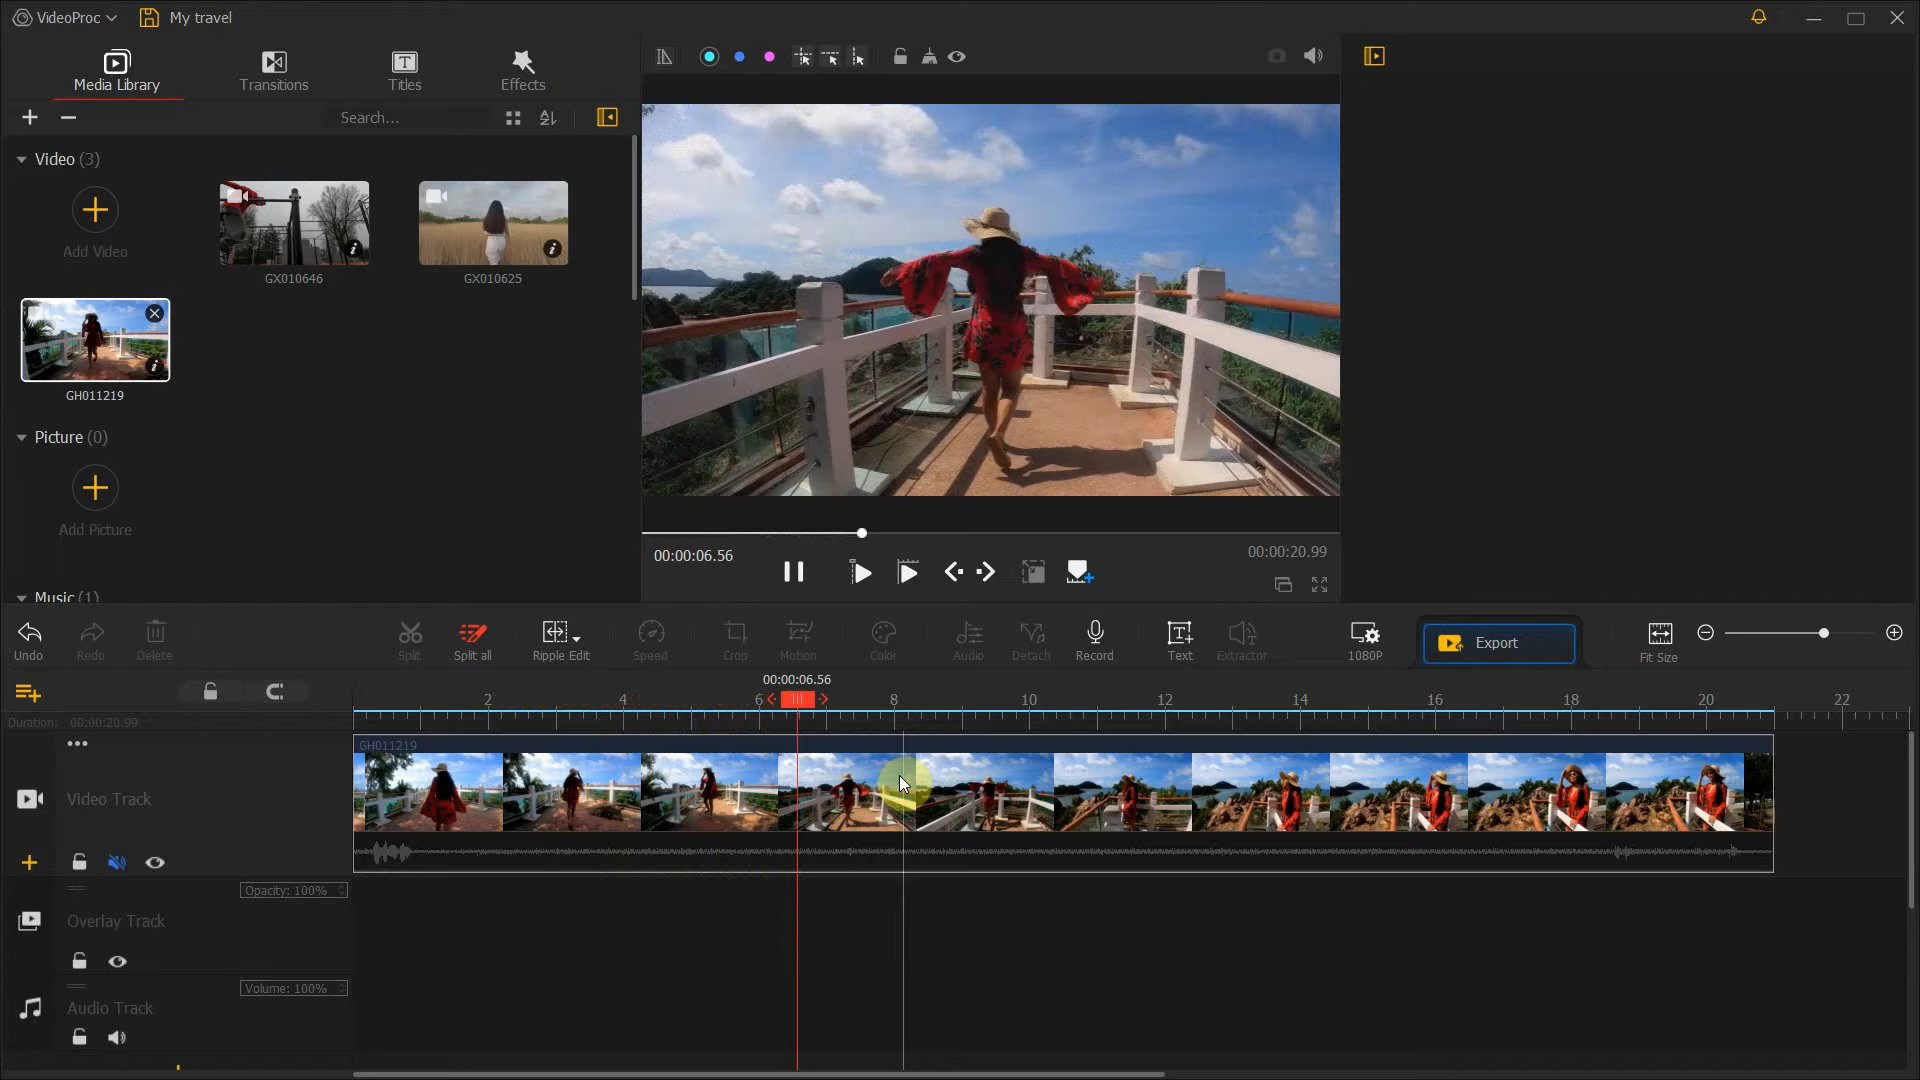 VideoProc
My travel
Media Library
Transitions
Titles
Effects
Search...
Video (3)
Add Video
GX010646
GX010625
GH011219
Picture (0)
Add Picture
Music (1)
00:00:06.56
00:00:20.99
Undo
Redo
Delete
Split
Split all
Ripple Edit
Speed
Crop
Motion
Color
Audio
Detach
Record
Text
Extractor
1080P
Export
Fit Size
00:00:06.56
2
4
6
8
10
12
14
16
18
20
22
Duration: 00:00:20.99
GH011219
Video Track
Opacity: 100%
Overlay Track
Volume: 100%
Audio Track